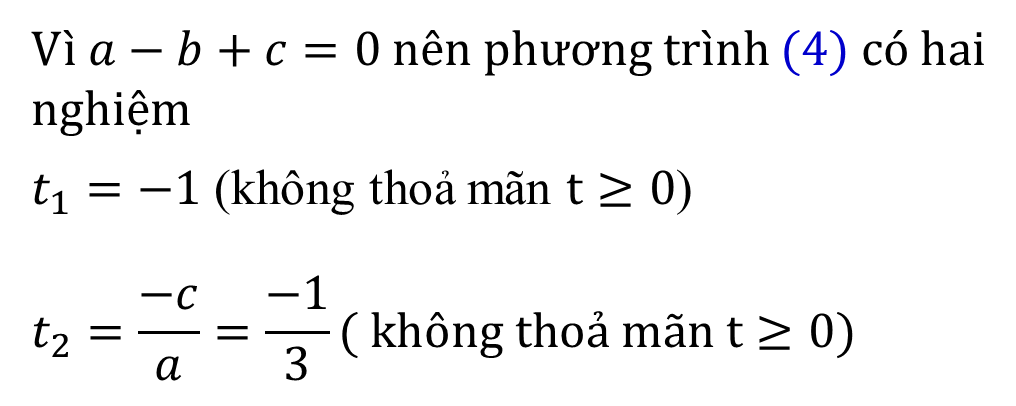 Vì a − b + c = 0 nên phương trình (4) có hai
nghiệm
t₁ = −1 (không thoả mãn t ≥ 0)
t₂ = −c/a = −1/3 ( không thoả mãn t ≥ 0)